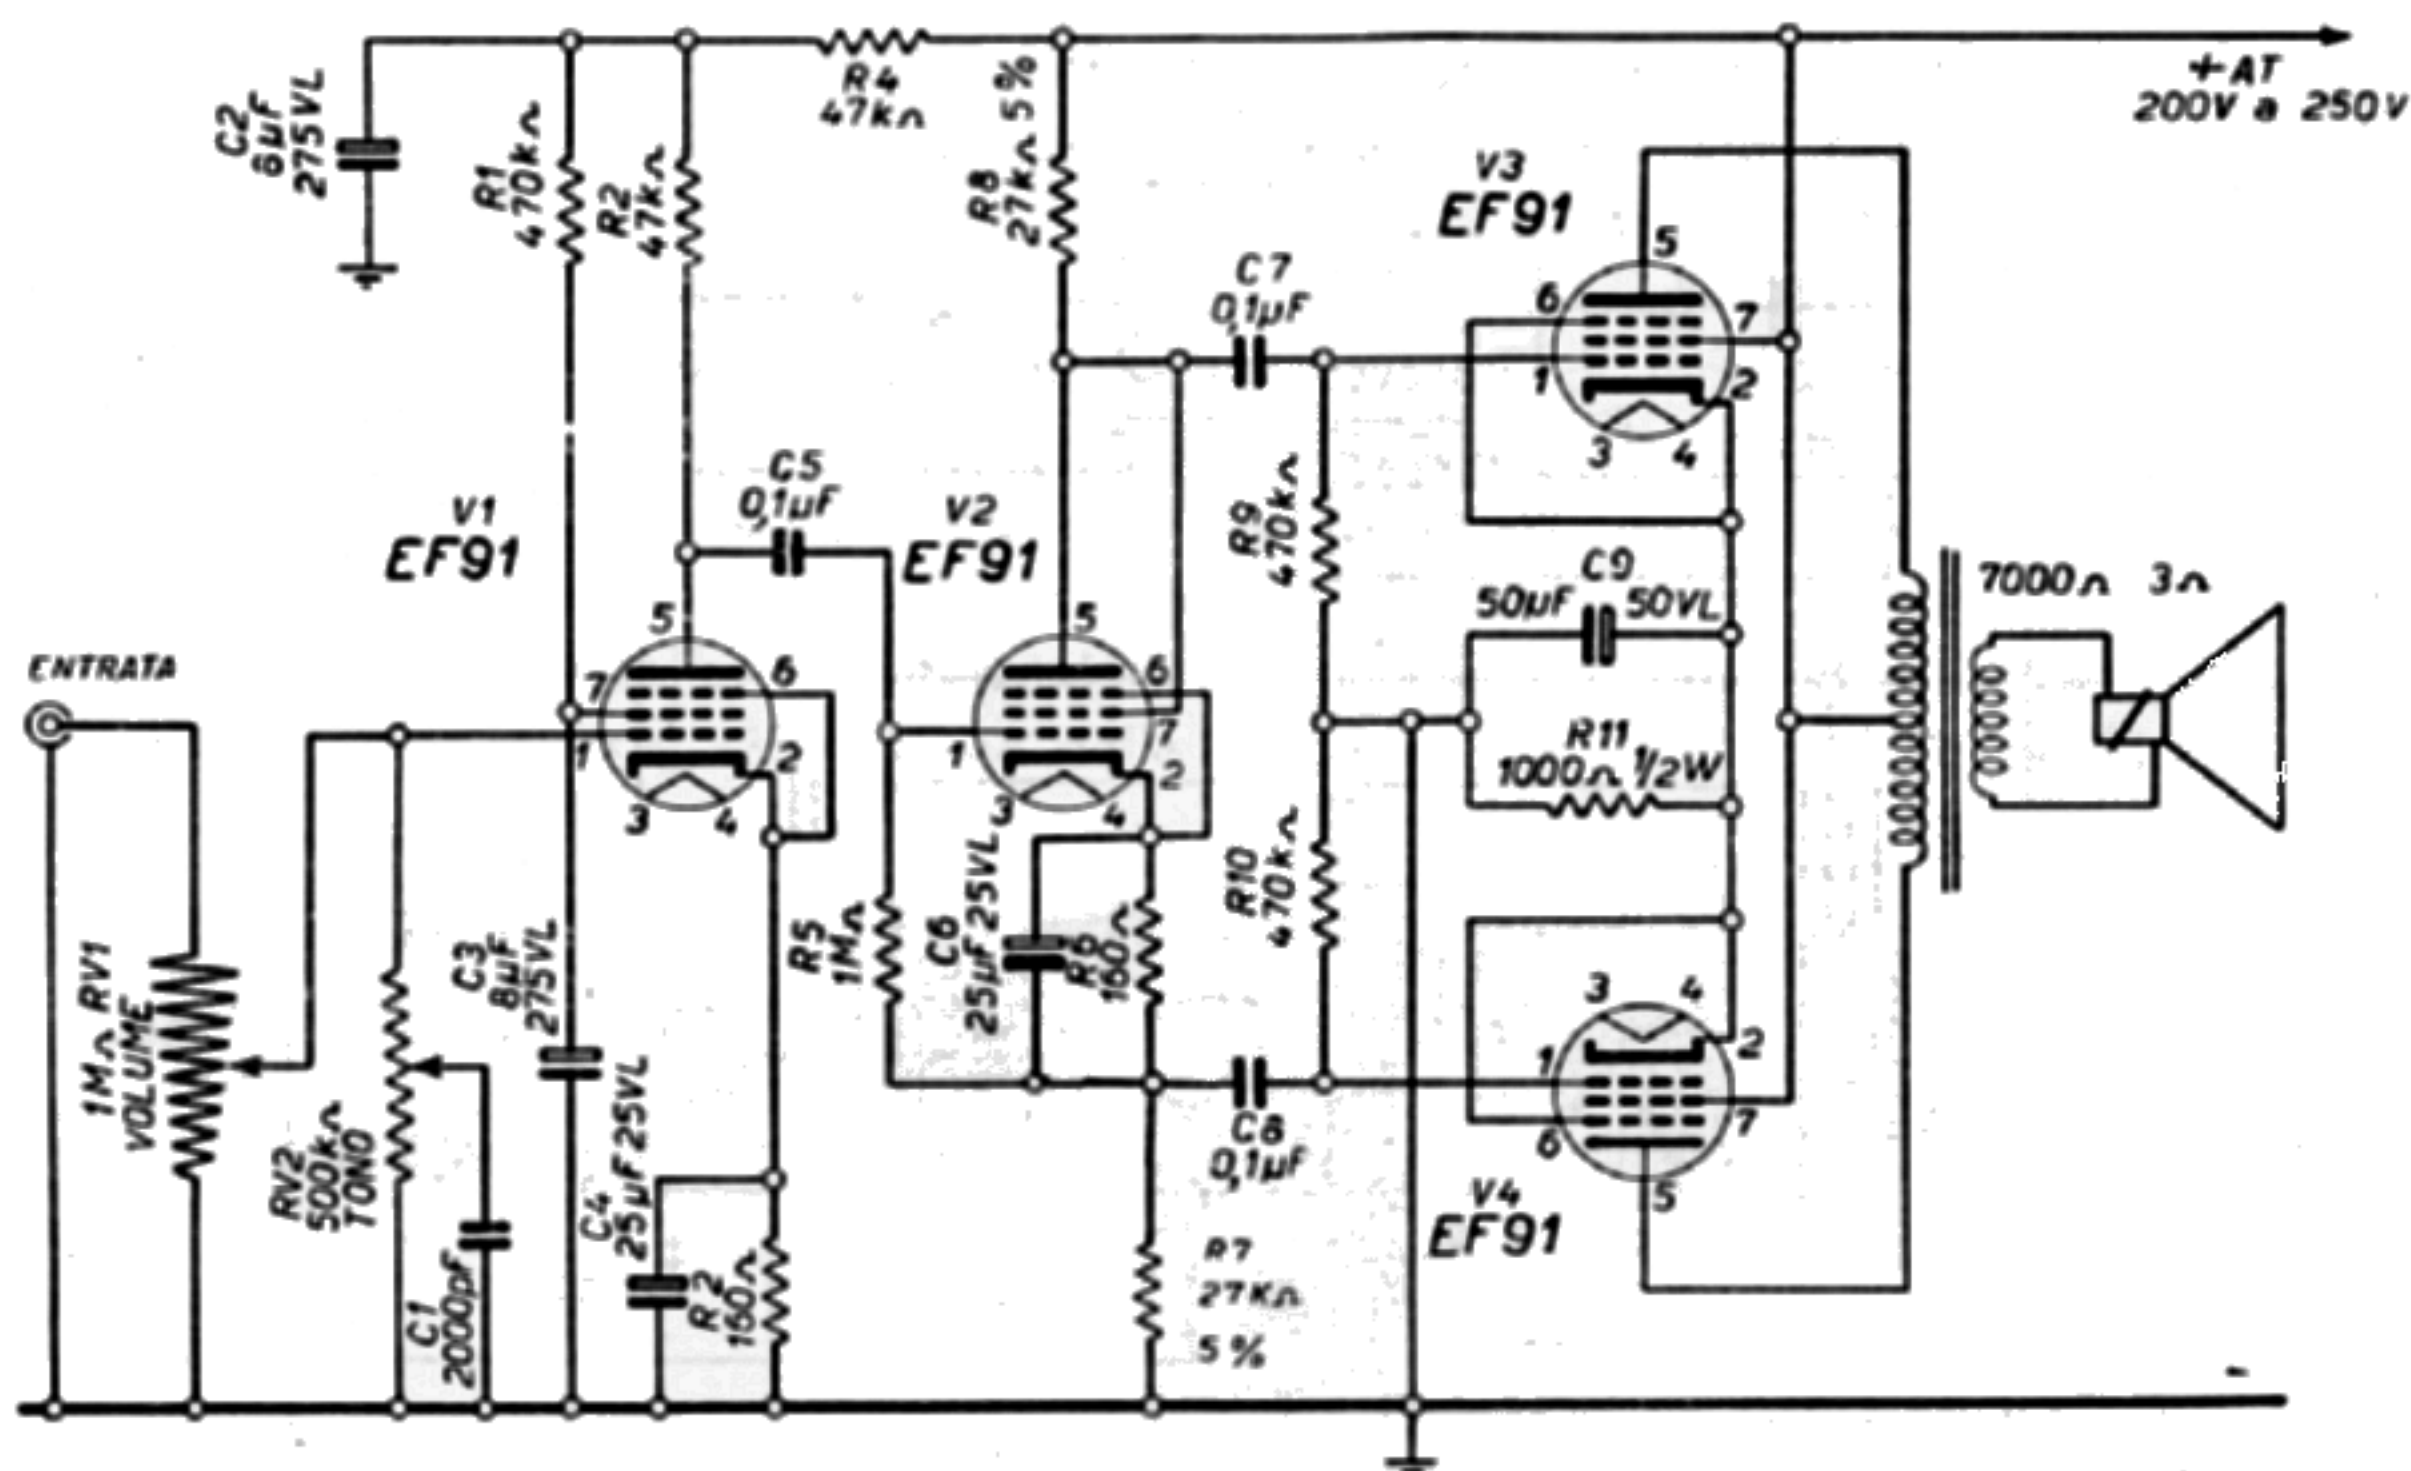 C2
8µF
275VL
R1
470kΩ
R2
47kΩ
R4
47kΩ
R8
27kΩ 5%
+AT
200V a 250V
V3
EF91
5
6
7
1
2
3
4
C7
0,1µF
C5
0,1µF
V1
EF91
5
7
6
1
2
3
4
V2
EF91
5
6
7
1
2
3
4
R9
470kΩ
C9
50µF 50VL
R11
1000Ω 1/2W
7000Ω 3Ω
ENTRATA
1MΩ RV1
VOLUME
RV2
500kΩ
TONO
C1
2000pF
C3
8µF
275VL
C4
25µF 25VL
R2
160Ω
R5
1MΩ
C6
25µF 25VL
R6
160Ω
R10
470kΩ
C8
0,1µF
R7
27KΩ
5%
3
4
1
2
6
7
5
V4
EF91
-